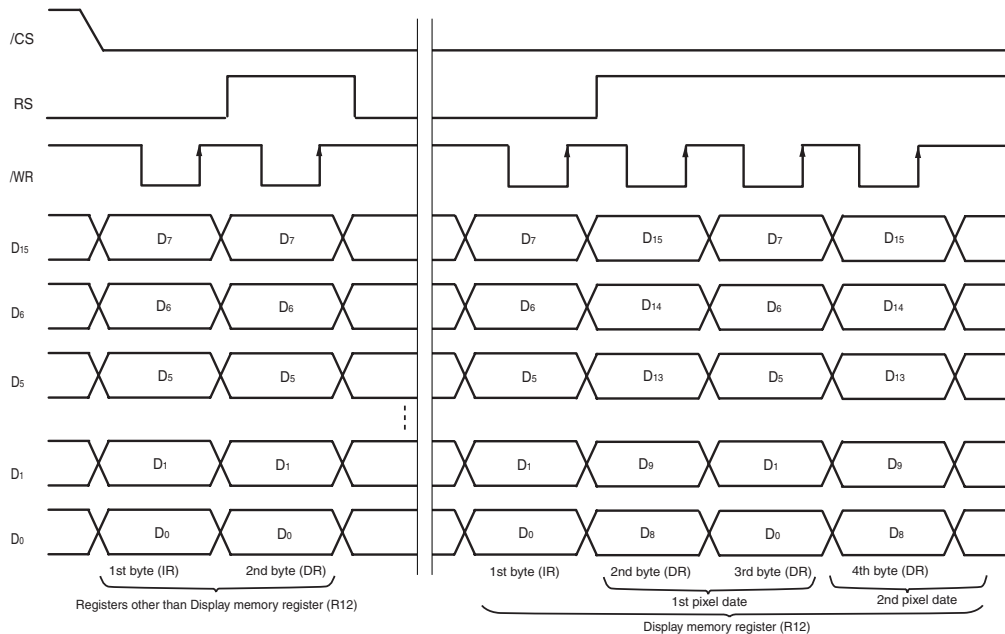 /CS
RS
/WR
D15 D7 D7 D7 D15 D7 D15
D6 D6 D6 D6 D14 D6 D14
D5 D5 D5 D5 D13 D5 D13
D1 D1 D1 D1 D9 D1 D9
D0 D0 D0 D0 D8 D0 D8
1st byte (IR) 2nd byte (DR) 1st byte (IR) 2nd byte (DR) 3rd byte (DR) 4th byte (DR)
Registers other than Display memory register (R12) 1st pixel date 2nd pixel date
Display memory register (R12)